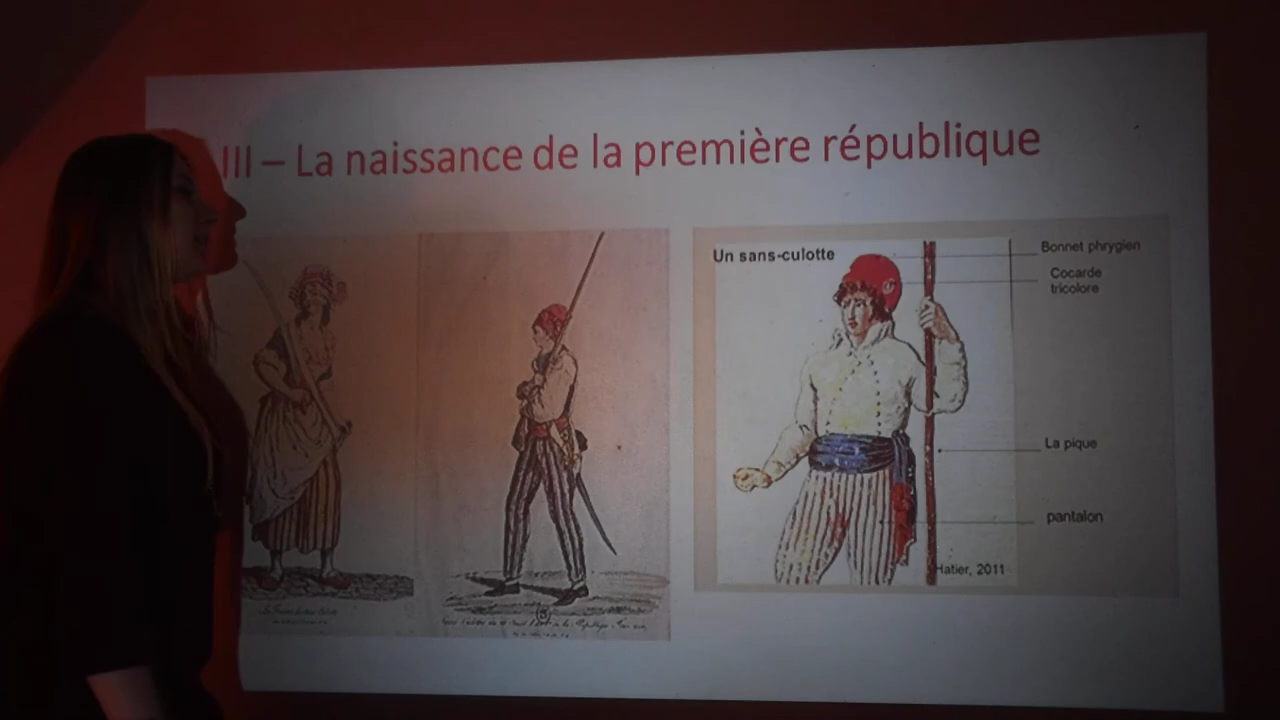 III – La naissance de la première république
Un sans-culotte
Bonnet phrygien
Cocarde
tricolore
La pique
pantalon
Hatier, 2011